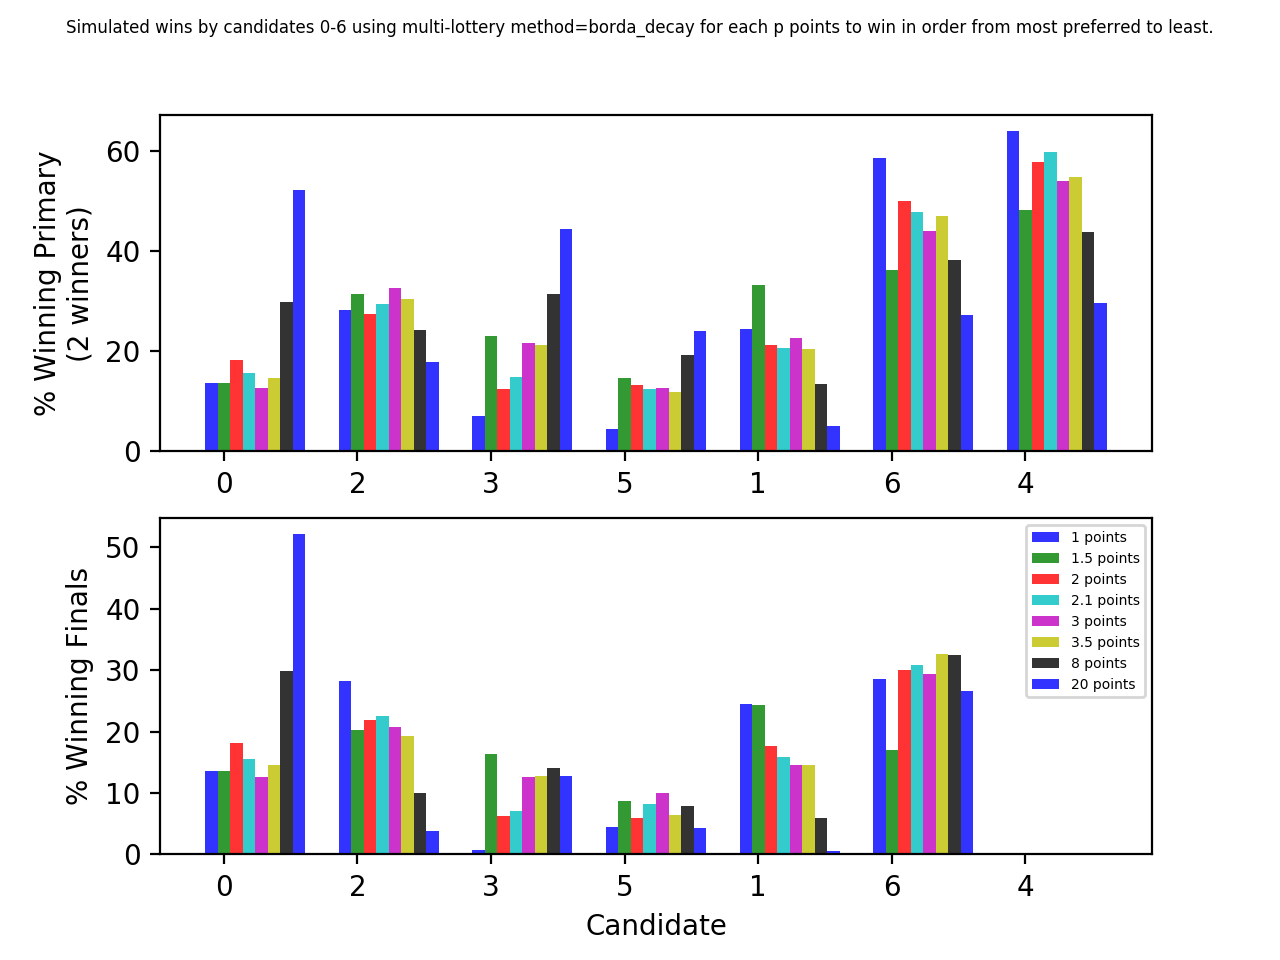 Simulated wins by candidates 0-6 using multi-lottery method=borda_decay for each p points to win in order from most preferred to least.
% Winning Primary
(2 winners)
60
40
20
0
0 2 3 5 1 6 4
% Winning Finals
50
40
30
20
10
0
1 points
1.5 points
2 points
2.1 points
3 points
3.5 points
8 points
20 points
0 2 3 5 1 6 4
Candidate